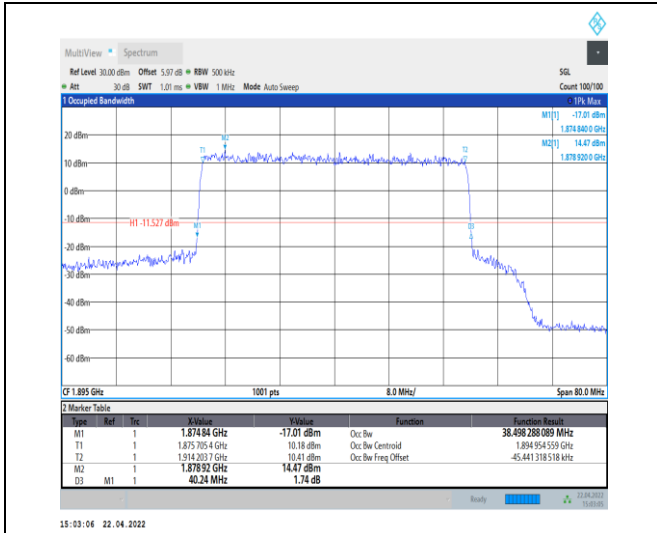 MultiView Spectrum
Ref Level 30.00 dBm Offset 5.97 dB RBW 500 kHz SGL
Att 30 dB SWT 1.01 ms VBW 1 MHz Mode Auto Sweep Count 100/100
1 Occupied Bandwidth 1Pk Max
M1[1] -17.01 dBm
1.874 840 0 GHz
M2[1] 14.47 dBm
1.878 920 0 GHz
20 dBm
M2
T1
T2
10 dBm
0 dBm
-10 dBm
H1 -11.527 dBm
M1
D3
-20 dBm
-30 dBm
-40 dBm
-50 dBm
-60 dBm
CF 1.895 GHz 1001 pts 8.0 MHz/ Span 80.0 MHz
2 Marker Table
Type Ref Trc X-Value Y-Value Function Function Result
M1 1 1.874 84 GHz -17.01 dBm Occ Bw 38.498 288 089 MHz
T1 1 1.875 705 4 GHz 10.18 dBm Occ Bw Centroid 1.894 954 559 GHz
T2 1 1.914 203 7 GHz 10.41 dBm Occ Bw Freq Offset -45.441 318 518 kHz
M2 1 1.878 92 GHz 14.47 dBm
D3 M1 1 40.24 MHz 1.74 dB
Ready 22.04.2022
15:03:05
15:03:06 22.04.2022